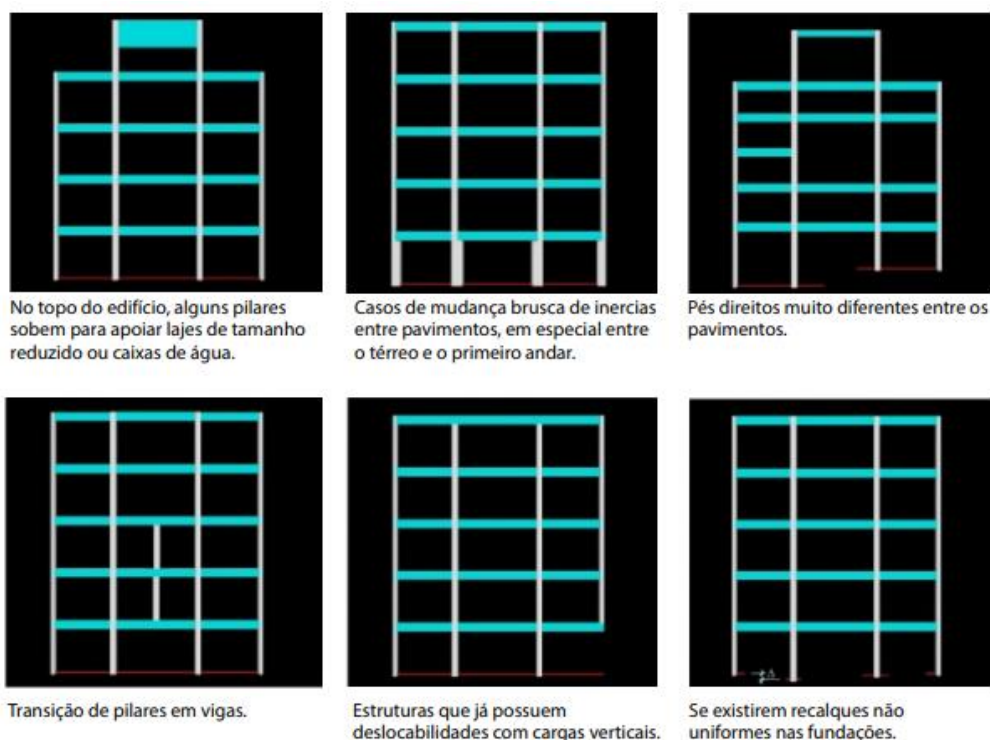 No topo do edifício, alguns pilares
sobem para apoiar lajes de tamanho
reduzido ou caixas de água.
Casos de mudança brusca de inercias
entre pavimentos, em especial entre
o térreo e o primeiro andar.
Pés direitos muito diferentes entre os
pavimentos.
Transição de pilares em vigas.
Estruturas que já possuem
deslocabilidades com cargas verticais.
Se existirem recalques não
uniformes nas fundações.